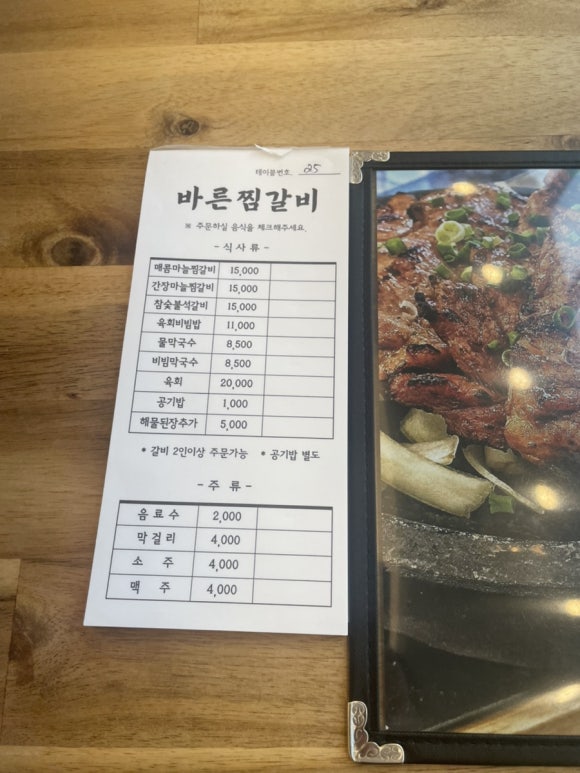 테이블번호 25
바른찜갈비
※ 주문하실 음식을 체크해주세요.
- 식 사 류 -
매콤마늘찜갈비 15,000
간장마늘찜갈비 15,000
참숯불석갈비 15,000
육회비빔밥 11,000
물막국수 8,500
비빔막국수 8,500
육회 20,000
공기밥 1,000
해물된장추가 5,000
* 갈비 2인이상 주문가능 * 공기밥 별도
- 주 류 -
음 료 수 2,000
막 걸 리 4,000
소 주 4,000
맥 주 4,000